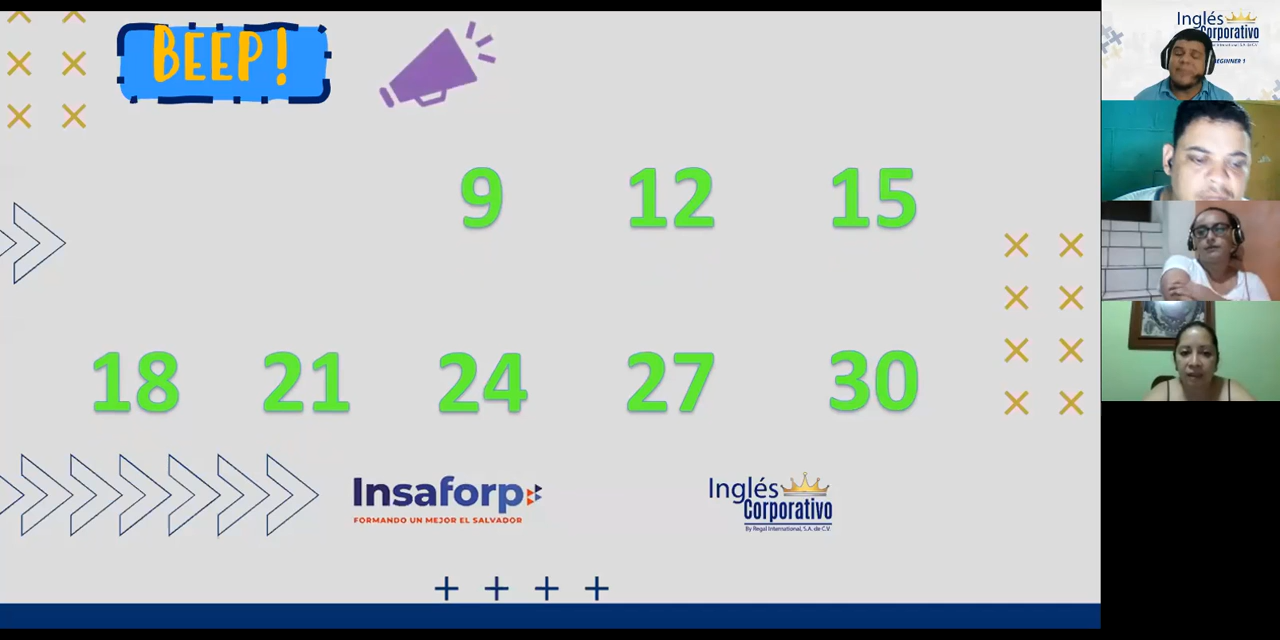 BEEP!
9 12 15
18 21 24 27 30
Insaforp
FORMANDO UN MEJOR EL SALVADOR
Inglés
Corporativo
By Regal International, S.A. de C.V.
Inglés
Corporativo
BEGINNER 1